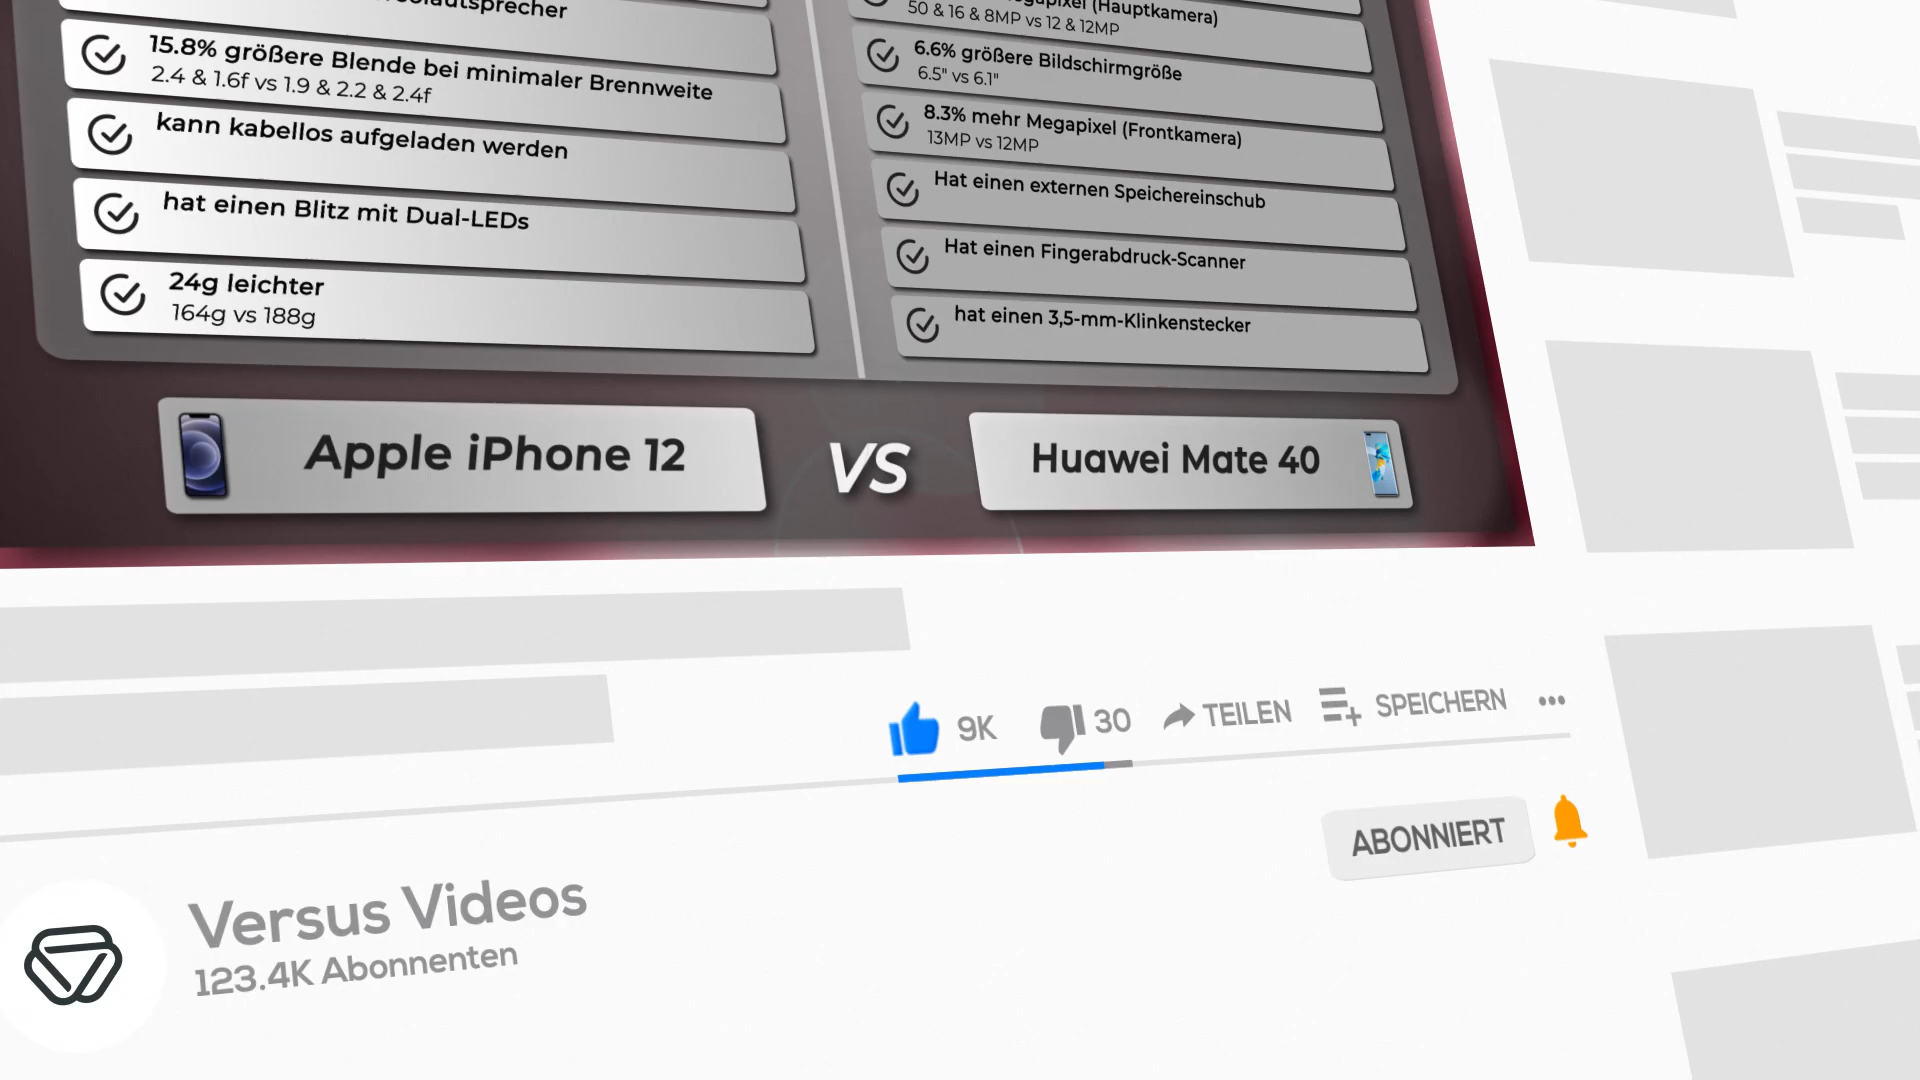 15.8% größere Blende bei minimaler Brennweite
2.4 & 1.6f vs 1.9 & 2.2 & 2.4f
kann kabellos aufgeladen werden
hat einen Blitz mit Dual-LEDs
24g leichter
164g vs 188g
(Hauptkamera)
50 & 16 & 8MP vs 12 & 12MP
6.6% größere Bildschirmgröße
6.5" vs 6.1"
8.3% mehr Megapixel (Frontkamera)
13MP vs 12MP
Hat einen externen Speichereinschub
Hat einen Fingerabdruck-Scanner
hat einen 3,5-mm-Klinkenstecker
Apple iPhone 12
VS
Huawei Mate 40
9K
30
TEILEN
SPEICHERN
ABONNIERT
Versus Videos
123.4K Abonnenten